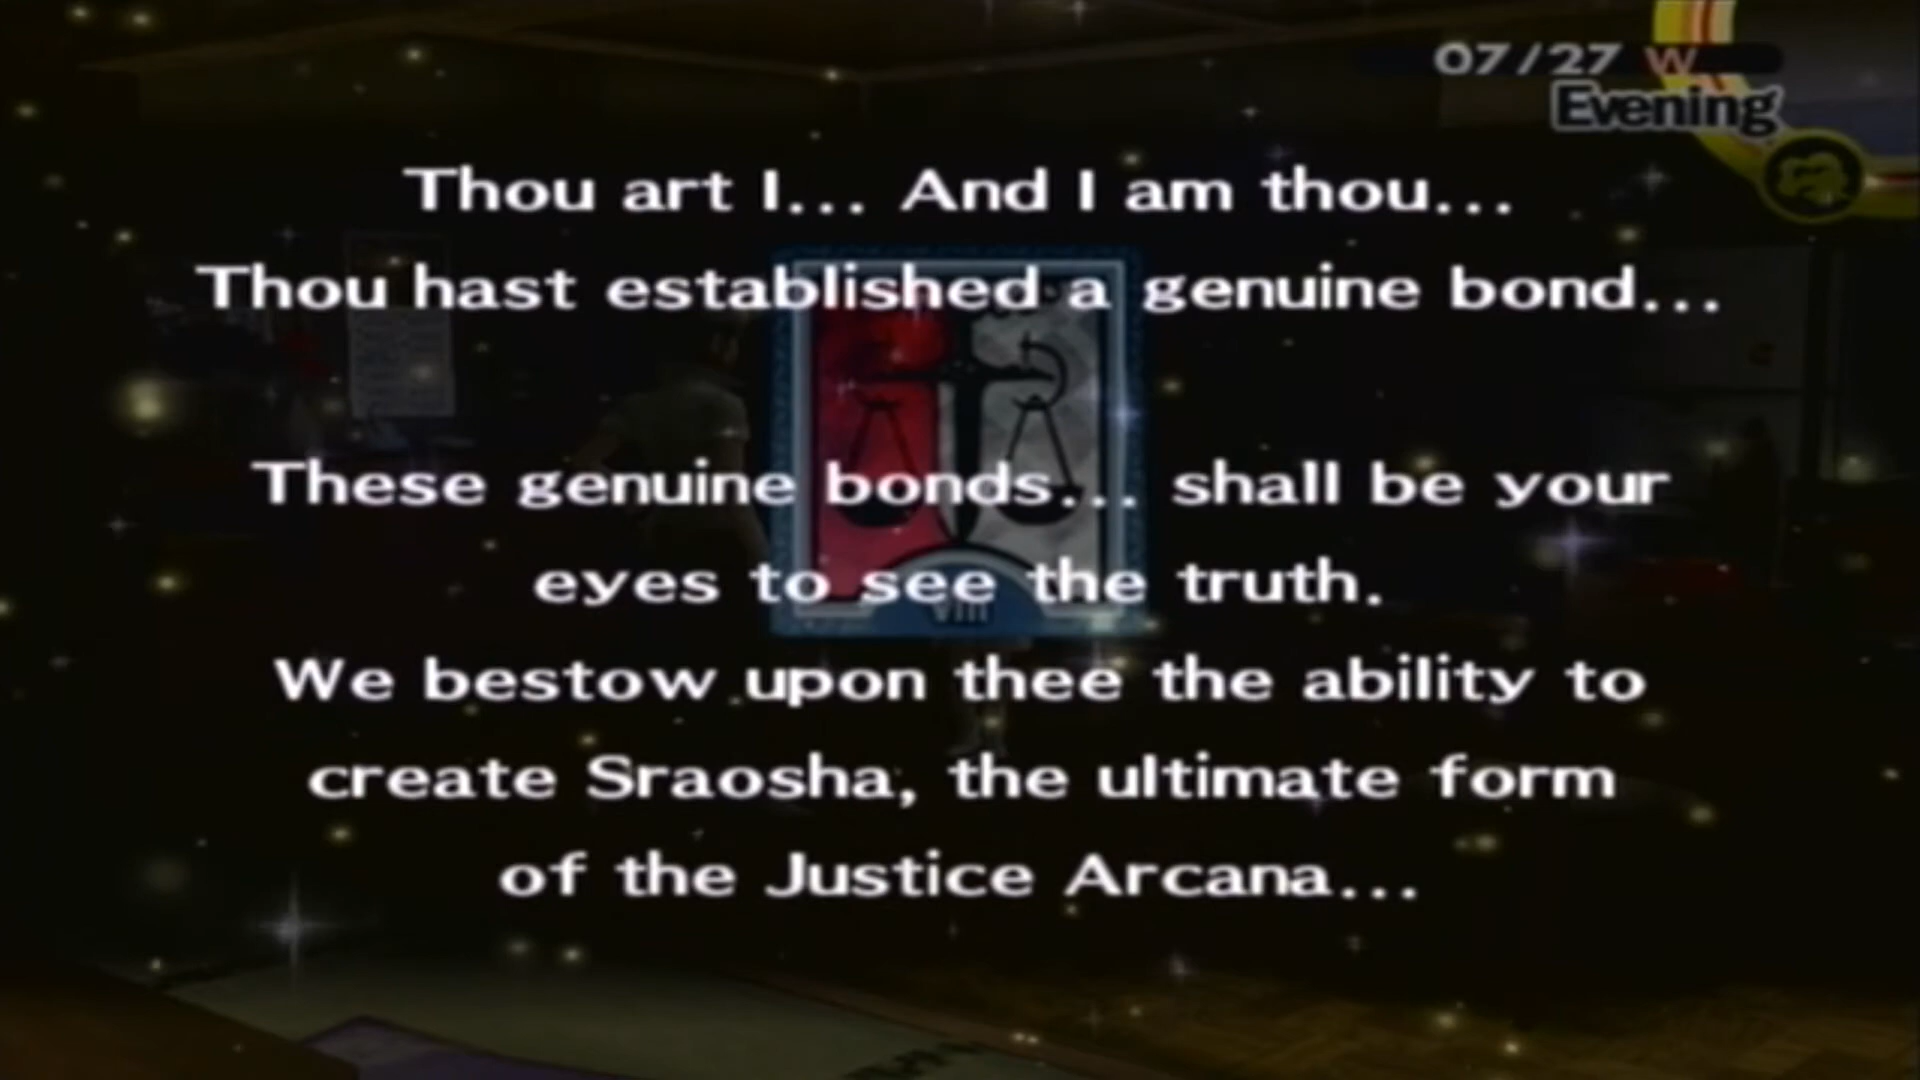 07/27 W
Evening
Thou art I... And I am thou...
Thou hast established a genuine bond...
These genuine bonds... shall be your
eyes to see the truth.
VIII
We bestow upon thee the ability to
create Sraosha, the ultimate form
of the Justice Arcana...